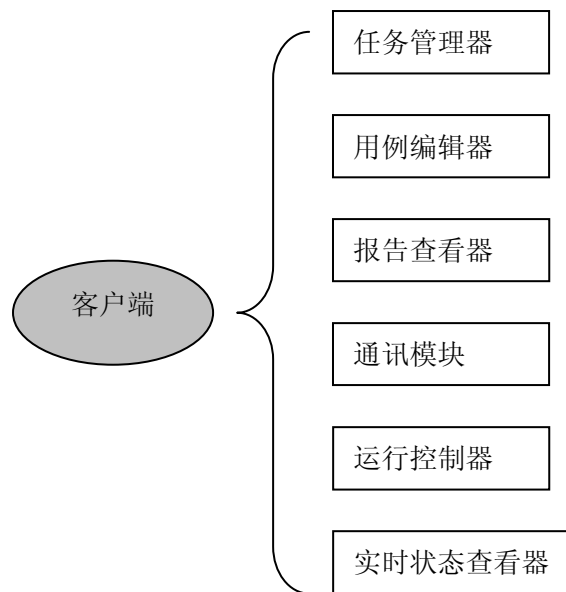 任务管理器
用例编辑器
报告查看器
客户端
通讯模块
运行控制器
实时状态查看器